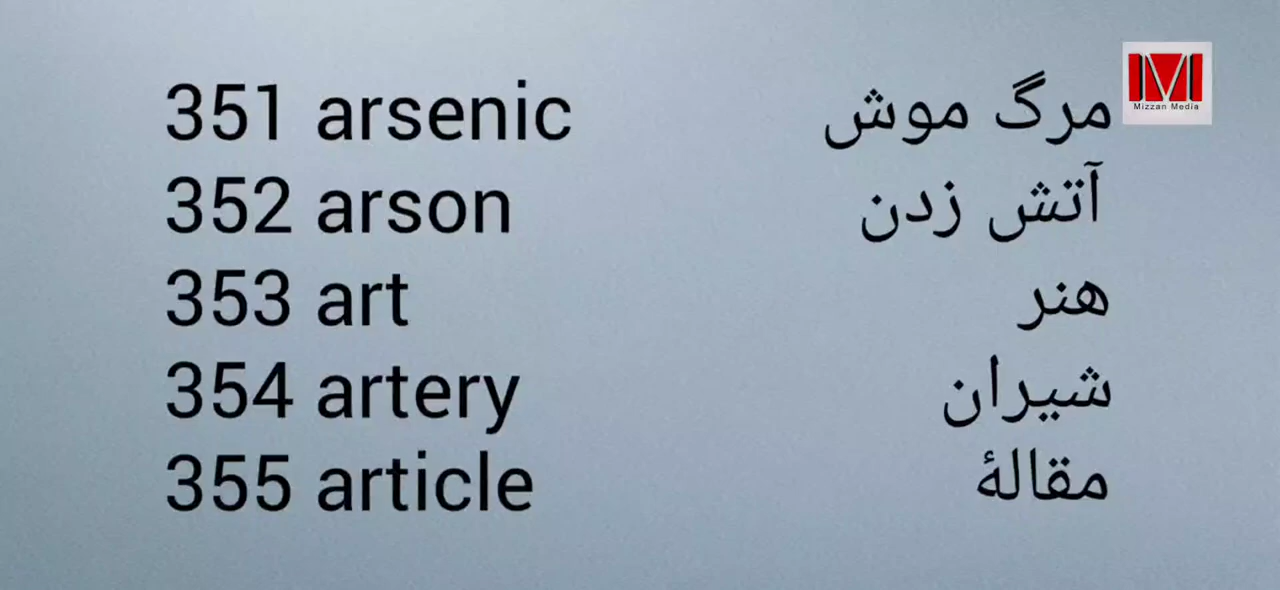 351 arsenic مرگ موش
352 arson آتش زدن
353 art هنر
354 artery شیران
355 article مقالهٔ
Mizzan Media